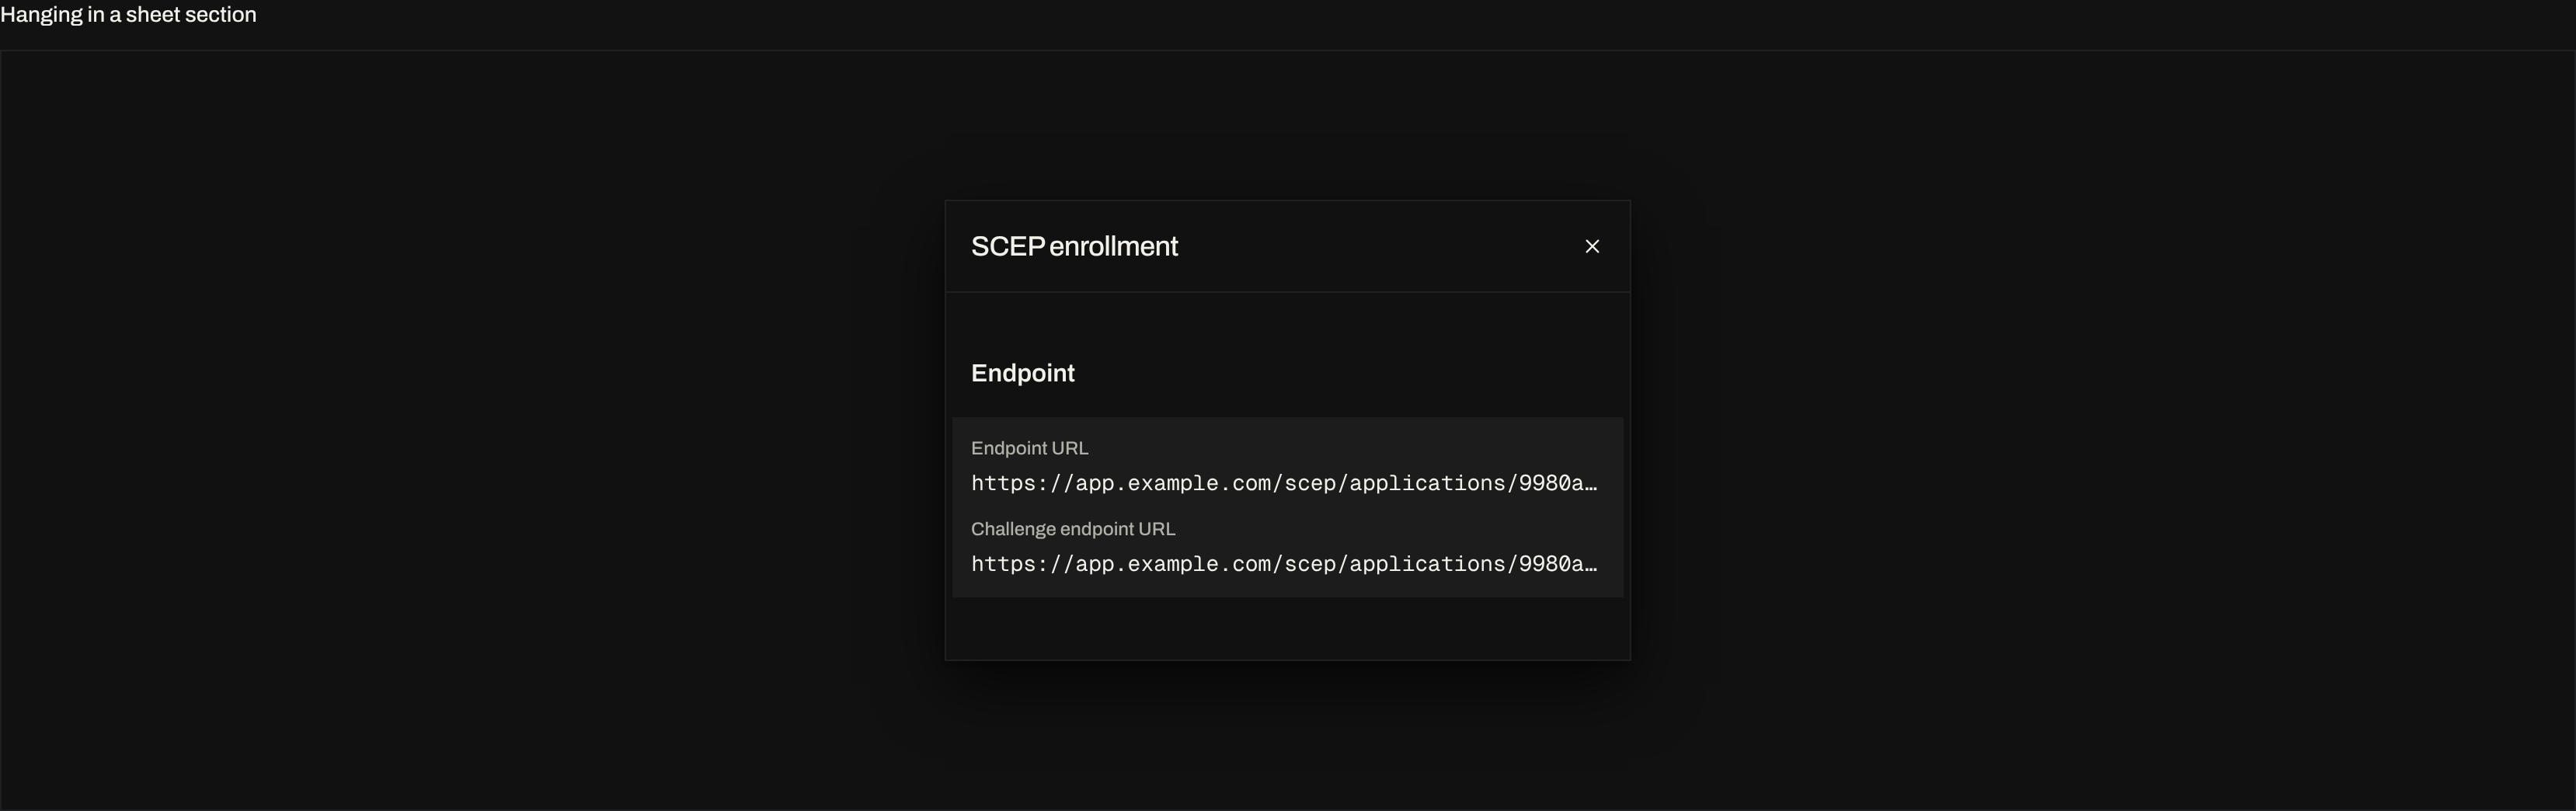 Hanging in a sheet section
SCEP enrollment
Endpoint
Endpoint URL
https://app.example.com/scep/applications/9980a…
Challenge endpoint URL
https://app.example.com/scep/applications/9980a…